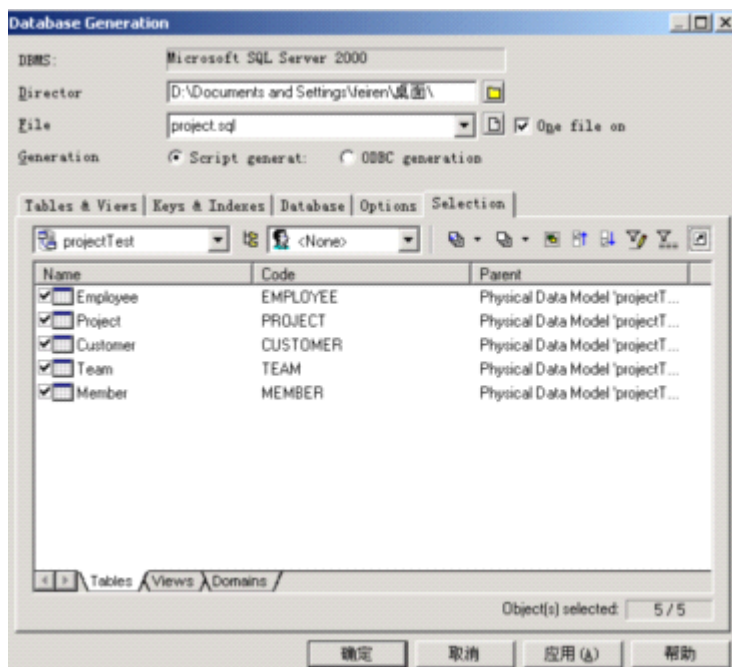 Database Generation
DBMS: Microsoft SQL Server 2000
Director D:\Documents and Settings\feiren\桌面\
File project.sql One file on
Generation Script generat: ODBC generation
Tables & Views Keys & Indexes Database Options Selection
projectTest <None>
Name Code Parent
Employee EMPLOYEE Physical Data Model 'projectT...
Project PROJECT Physical Data Model 'projectT...
Customer CUSTOMER Physical Data Model 'projectT...
Team TEAM Physical Data Model 'projectT...
Member MEMBER Physical Data Model 'projectT...
Tables Views Domains
Object(s) selected: 5 / 5
确定 取消 应用(A) 帮助